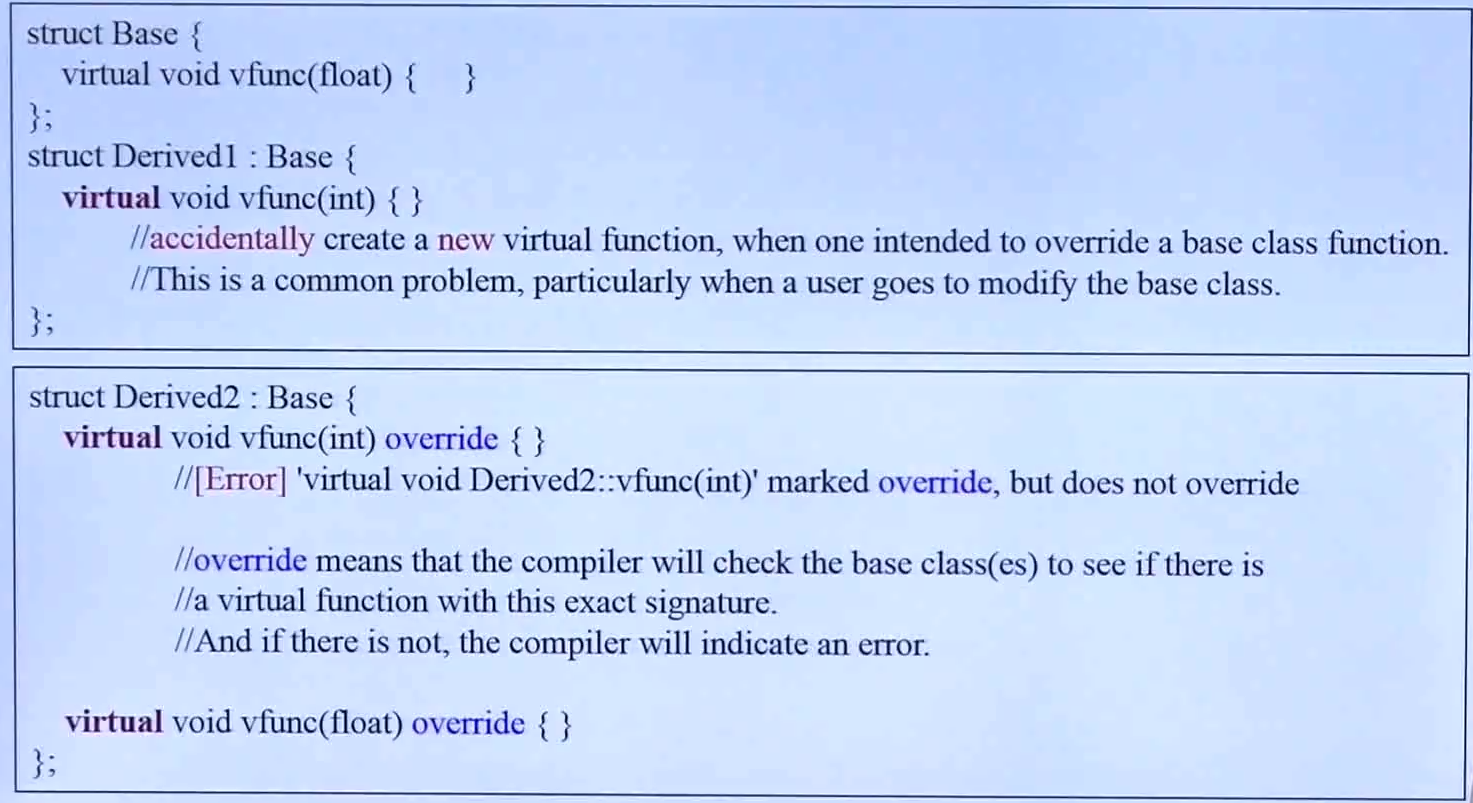 struct Base {
virtual void vfunc(float) { }
};
struct Derived1 : Base {
virtual void vfunc(int) { }
//accidentally create a new virtual function, when one intended to override a base class function.
//This is a common problem, particularly when a user goes to modify the base class.
};
struct Derived2 : Base {
virtual void vfunc(int) override { }
//[Error] 'virtual void Derived2::vfunc(int)' marked override, but does not override
//override means that the compiler will check the base class(es) to see if there is
//a virtual function with this exact signature.
//And if there is not, the compiler will indicate an error.
virtual void vfunc(float) override { }
};